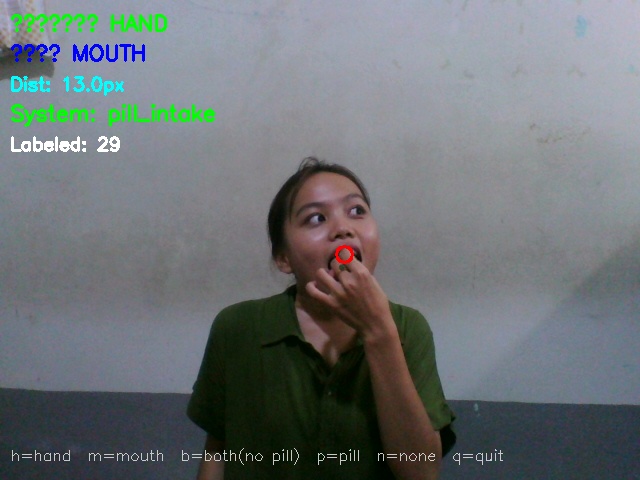 ??????? HAND
???? MOUTH
Dist: 13.0px
System: pill_intake
Labeled: 29
h=hand m=mouth b=both(no pill) p=pill n=none q=quit